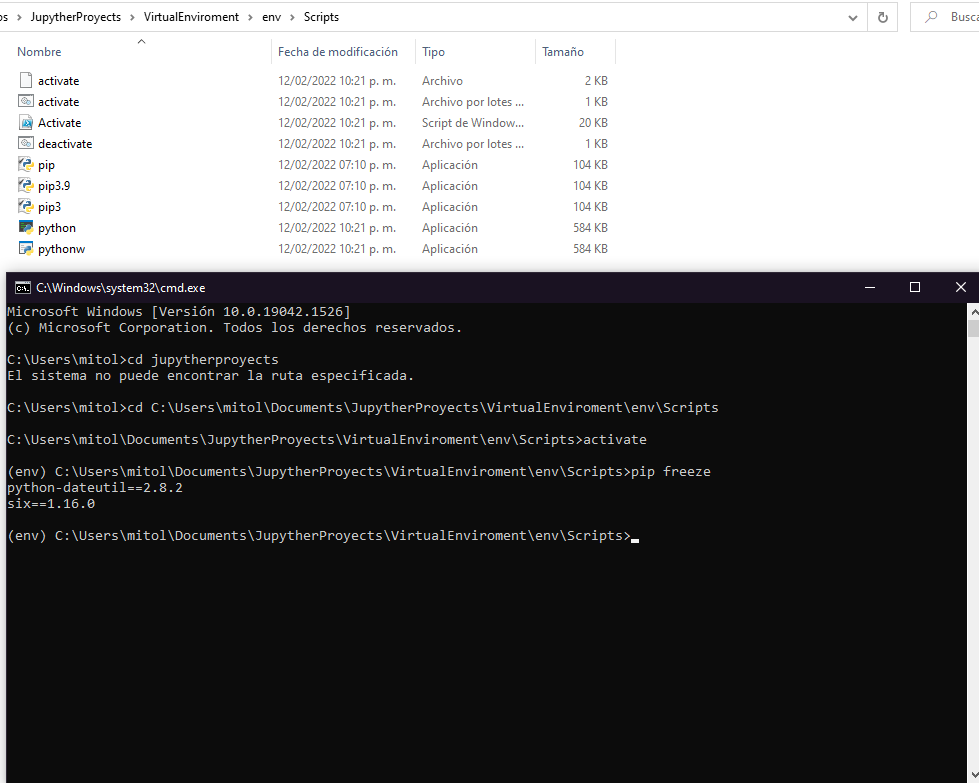 os > JupytherProyects > VirtualEnviroment > env > Scripts
Busca
Nombre Fecha de modificación Tipo Tamaño
activate 12/02/2022 10:21 p. m. Archivo 2 KB
activate 12/02/2022 10:21 p. m. Archivo por lotes ... 1 KB
Activate 12/02/2022 10:21 p. m. Script de Window... 20 KB
deactivate 12/02/2022 10:21 p. m. Archivo por lotes ... 1 KB
pip 12/02/2022 07:10 p. m. Aplicación 104 KB
pip3.9 12/02/2022 07:10 p. m. Aplicación 104 KB
pip3 12/02/2022 07:10 p. m. Aplicación 104 KB
python 12/02/2022 10:21 p. m. Aplicación 584 KB
pythonw 12/02/2022 10:21 p. m. Aplicación 584 KB
C:\Windows\system32\cmd.exe
Microsoft Windows [Versión 10.0.19042.1526]
(c) Microsoft Corporation. Todos los derechos reservados.
C:\Users\mitol>cd jupytherproyects
El sistema no puede encontrar la ruta especificada.
C:\Users\mitol>cd C:\Users\mitol\Documents\JupytherProyects\VirtualEnviroment\env\Scripts
C:\Users\mitol\Documents\JupytherProyects\VirtualEnviroment\env\Scripts>activate
(env) C:\Users\mitol\Documents\JupytherProyects\VirtualEnviroment\env\Scripts>pip freeze
python-dateutil==2.8.2
six==1.16.0
(env) C:\Users\mitol\Documents\JupytherProyects\VirtualEnviroment\env\Scripts>